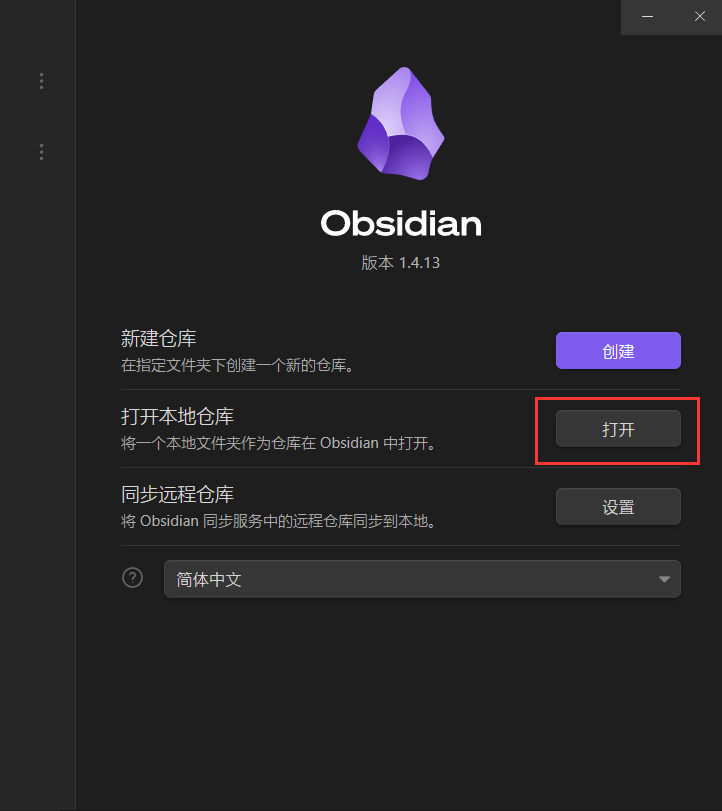 Obsidian
版本 1.4.13
新建仓库
在指定文件夹下创建一个新的仓库。
创建
打开本地仓库
将一个本地文件夹作为仓库在 Obsidian 中打开。
打开
同步远程仓库
将 Obsidian 同步服务中的远程仓库同步到本地。
设置
?
简体中文